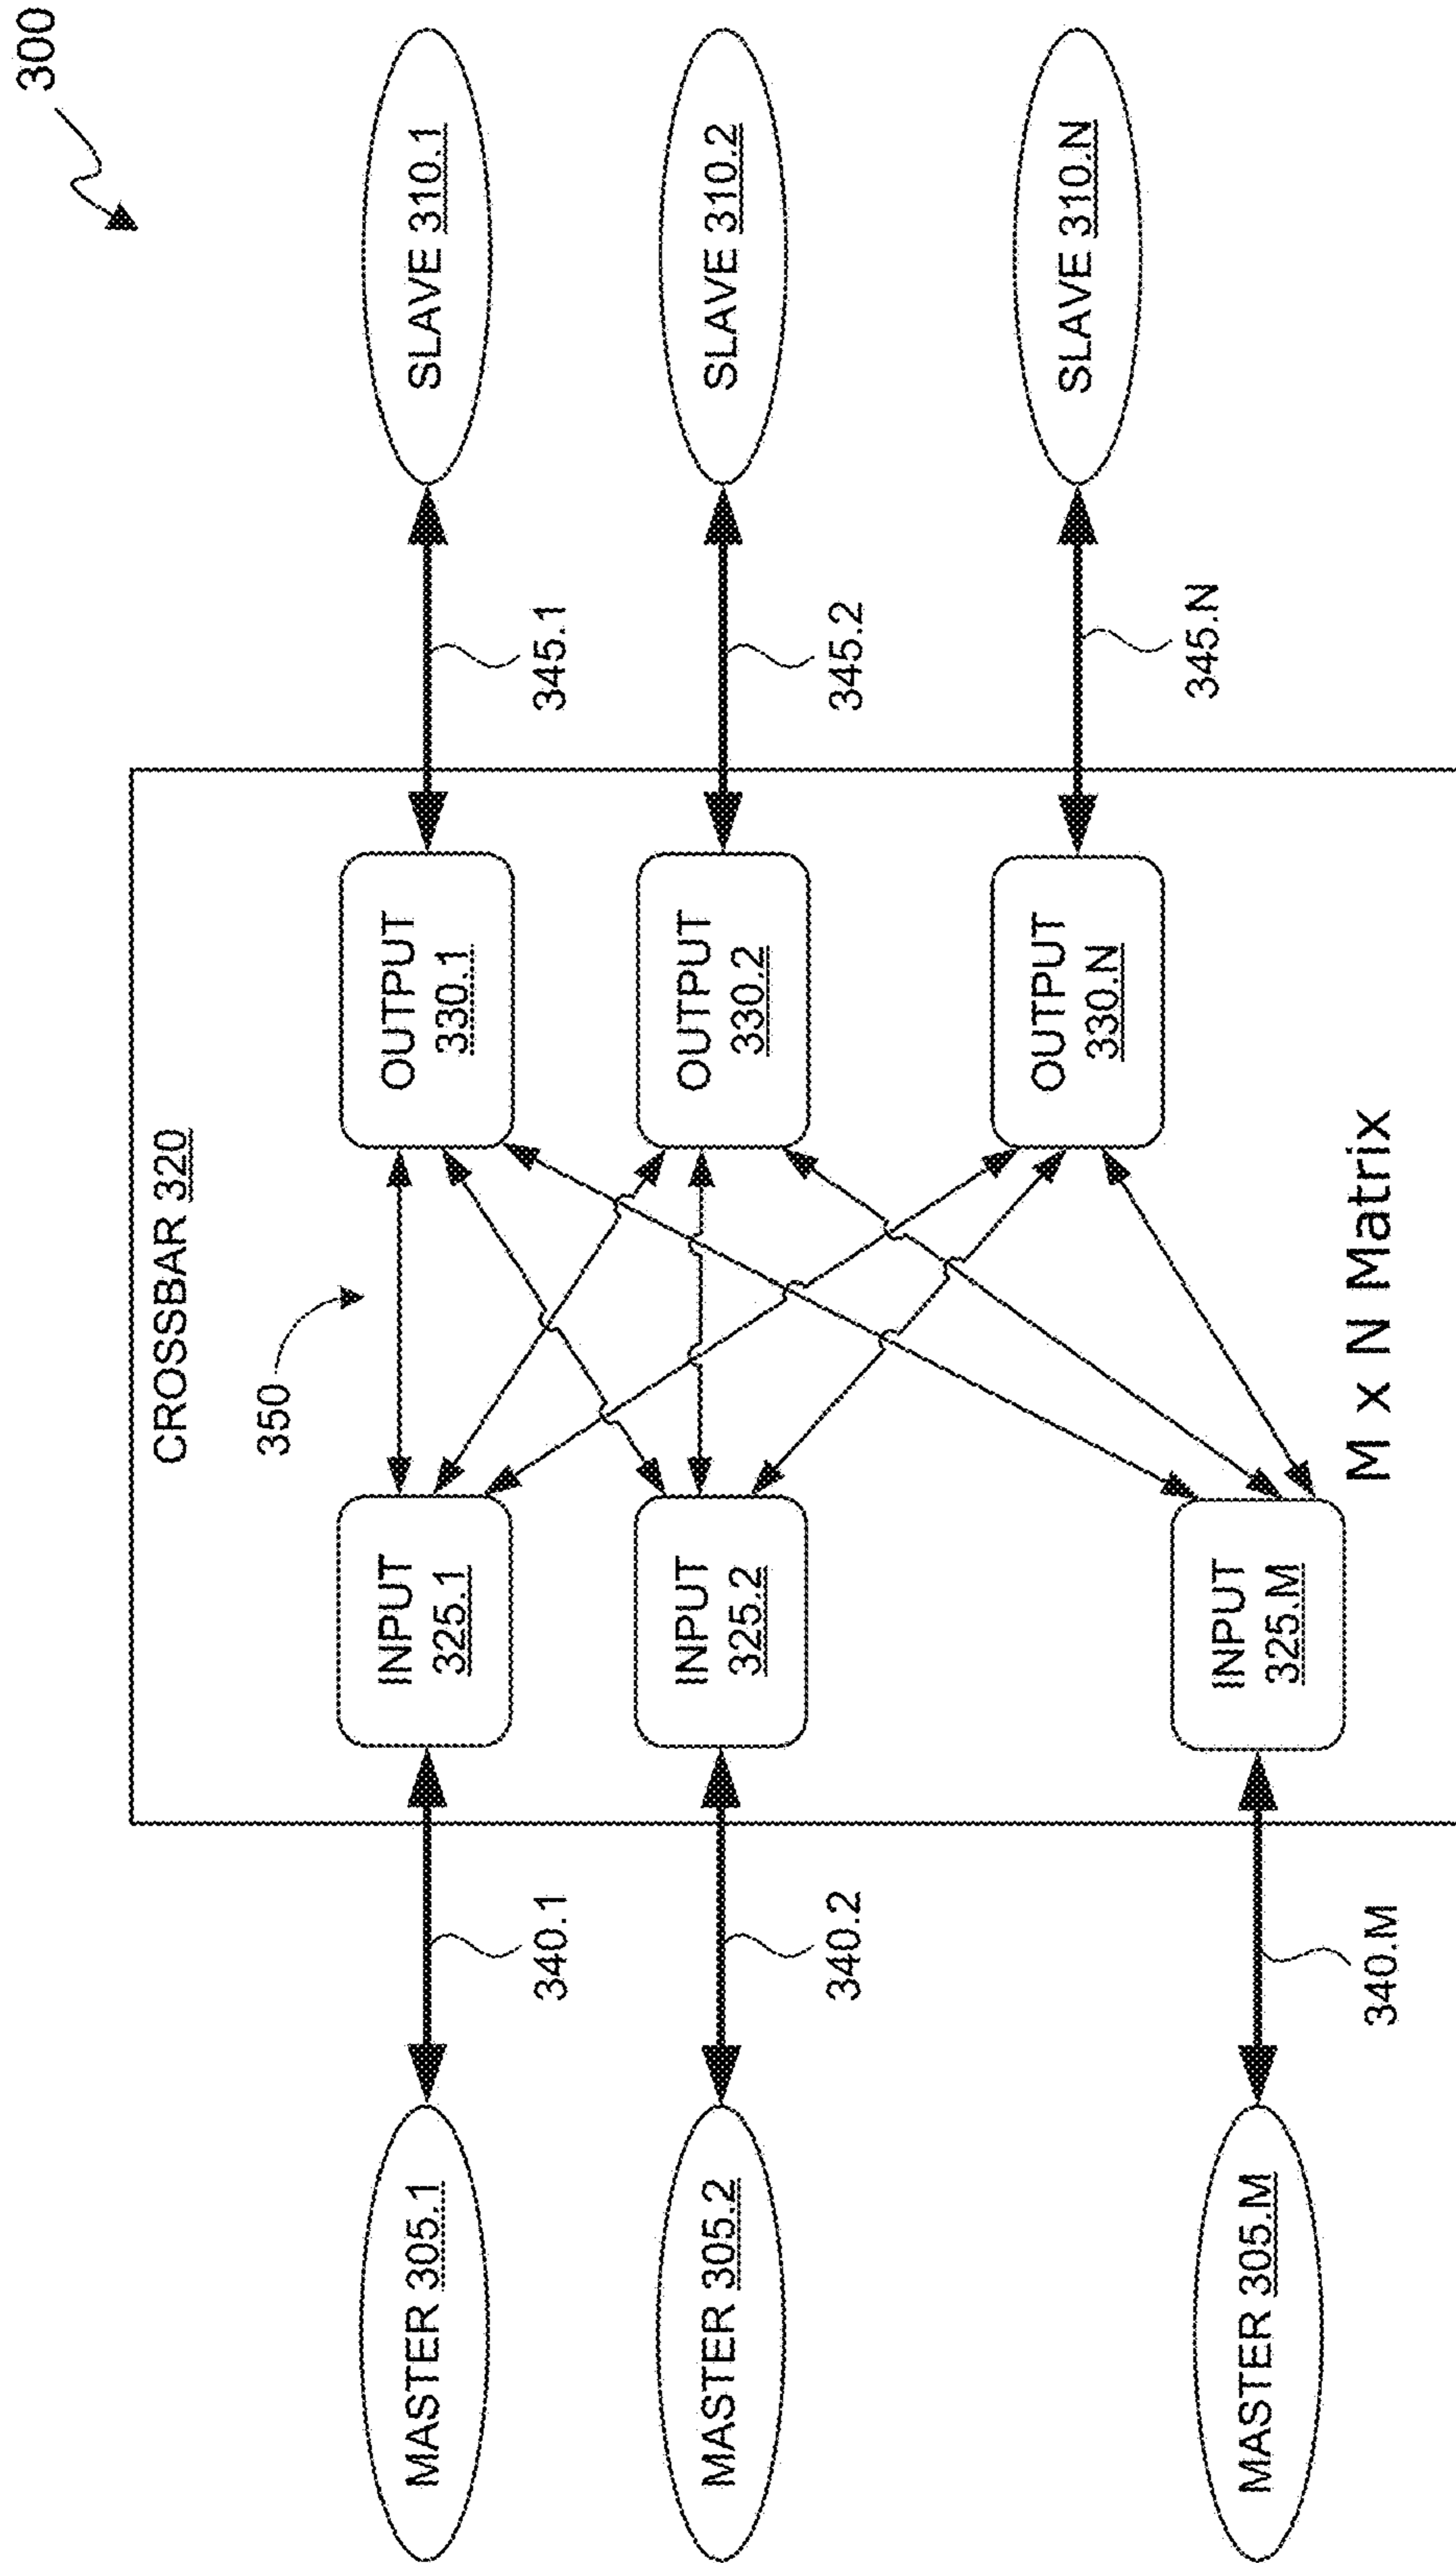 300
CROSSBAR 320
350
MASTER 305.1
340.1
INPUT
325.1
OUTPUT
330.1
345.1
SLAVE 310.1
MASTER 305.2
340.2
INPUT
325.2
OUTPUT
330.2
345.2
SLAVE 310.2
OUTPUT
330.N
345.N
SLAVE 310.N
MASTER 305.M
340.M
INPUT
325.M
M x N Matrix